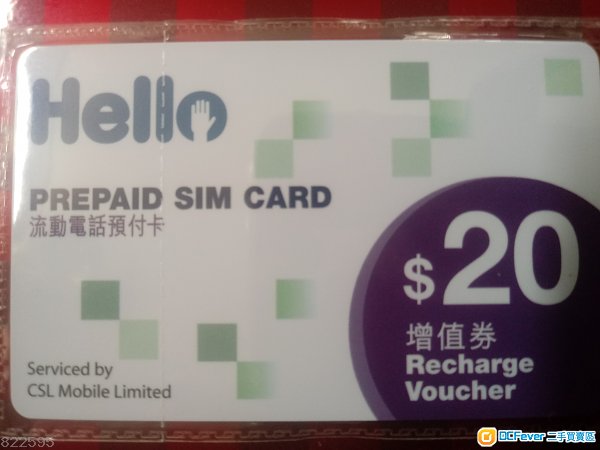 Hello
PREPAID SIM CARD
流動電話預付卡
$20
增值券
Recharge
Voucher
Serviced by
CSL Mobile Limited
822595
DCFever 二手買賣區